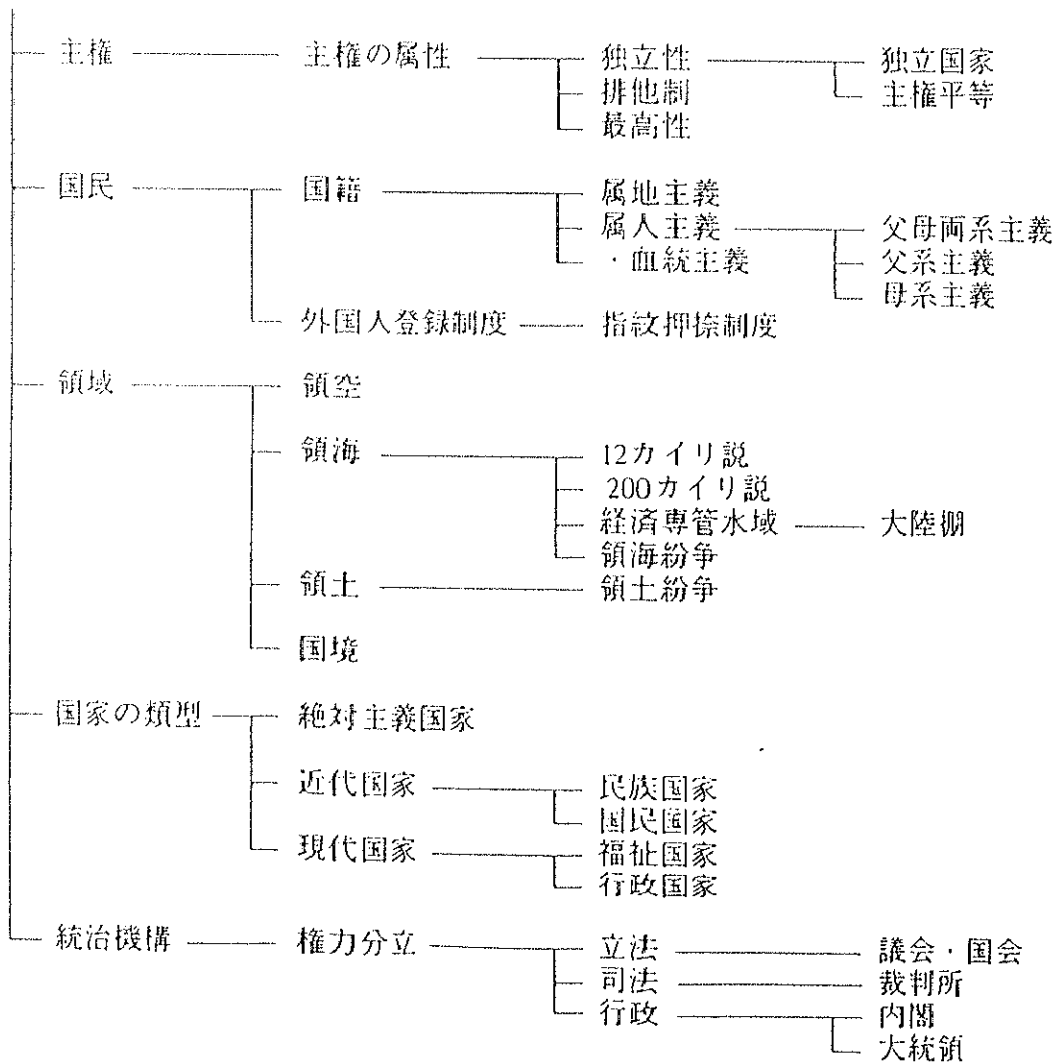 主権 主権の属性 独立性 独立国家
排他制 主権平等
最高性
国民 国籍 属地主義
属人主義 父母両系主義
・血統主義 父系主義
母系主義
外国人登録制度 指紋押捺制度
領域 領空
領海 12カイリ説
200カイリ説
経済専管水域 大陸棚
領海紛争
領土 領土紛争
国境
国家の類型 絶対主義国家
近代国家 民族国家
国民国家
現代国家 福祉国家
行政国家
統治機構 権力分立 立法 議会・国会
司法 裁判所
行政 内閣
大統領